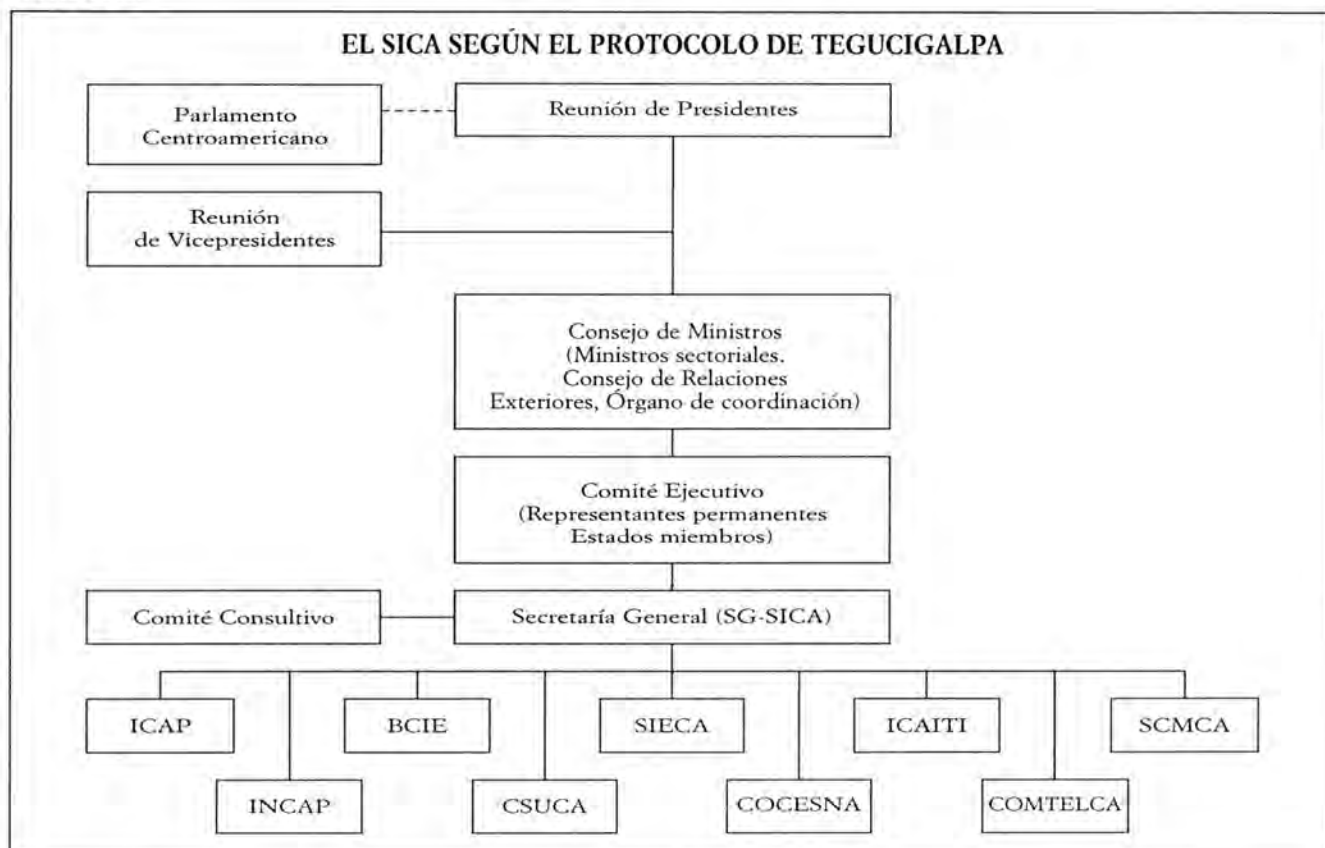 EL SICA SEGÚN EL PROTOCOLO DE TEGUCIGALPA
Parlamento
Centroamericano
Reunión de Presidentes
Reunión
de Vicepresidentes
Consejo de Ministros
(Ministros sectoriales.
Consejo de Relaciones
Exteriores, Órgano de coordinación)
Comité Ejecutivo
(Representantes permanentes
Estados miembros)
Comité Consultivo
Secretaría General (SG-SICA)
ICAP
BCIE
SIECA
ICAITI
SCMCA
INCAP
CSUCA
COCESNA
COMTELCA